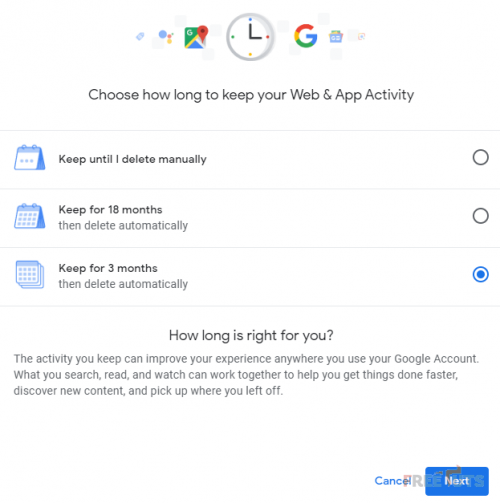 Choose how long to keep your Web & App Activity
Keep until I delete manually
Keep for 18 months
then delete automatically
Keep for 3 months
then delete automatically
How long is right for you?
The activity you keep can improve your experience anywhere you use your Google Account.
What you search, read, and watch can work together to help you get things done faster,
discover new content, and pick up where you left off.
Cancel Next